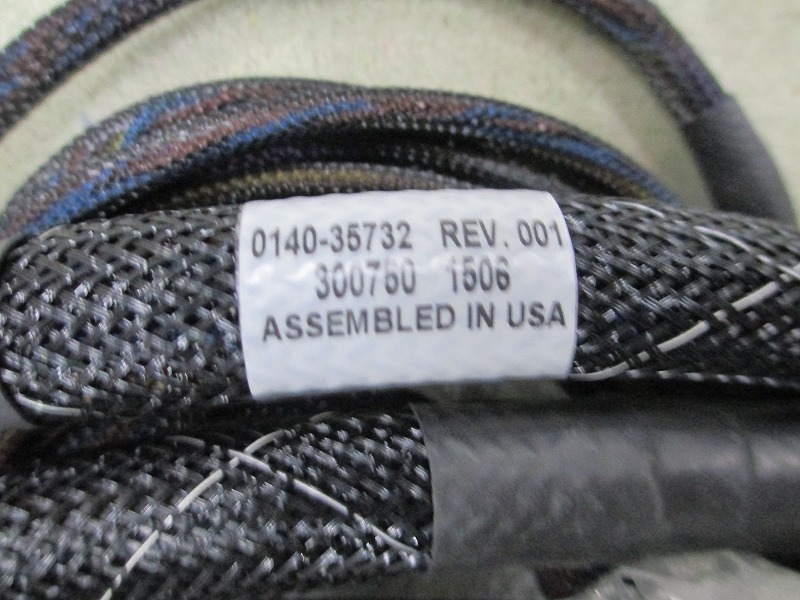 0140-35732 REV. 001
300760 1506
ASSEMBLED IN USA